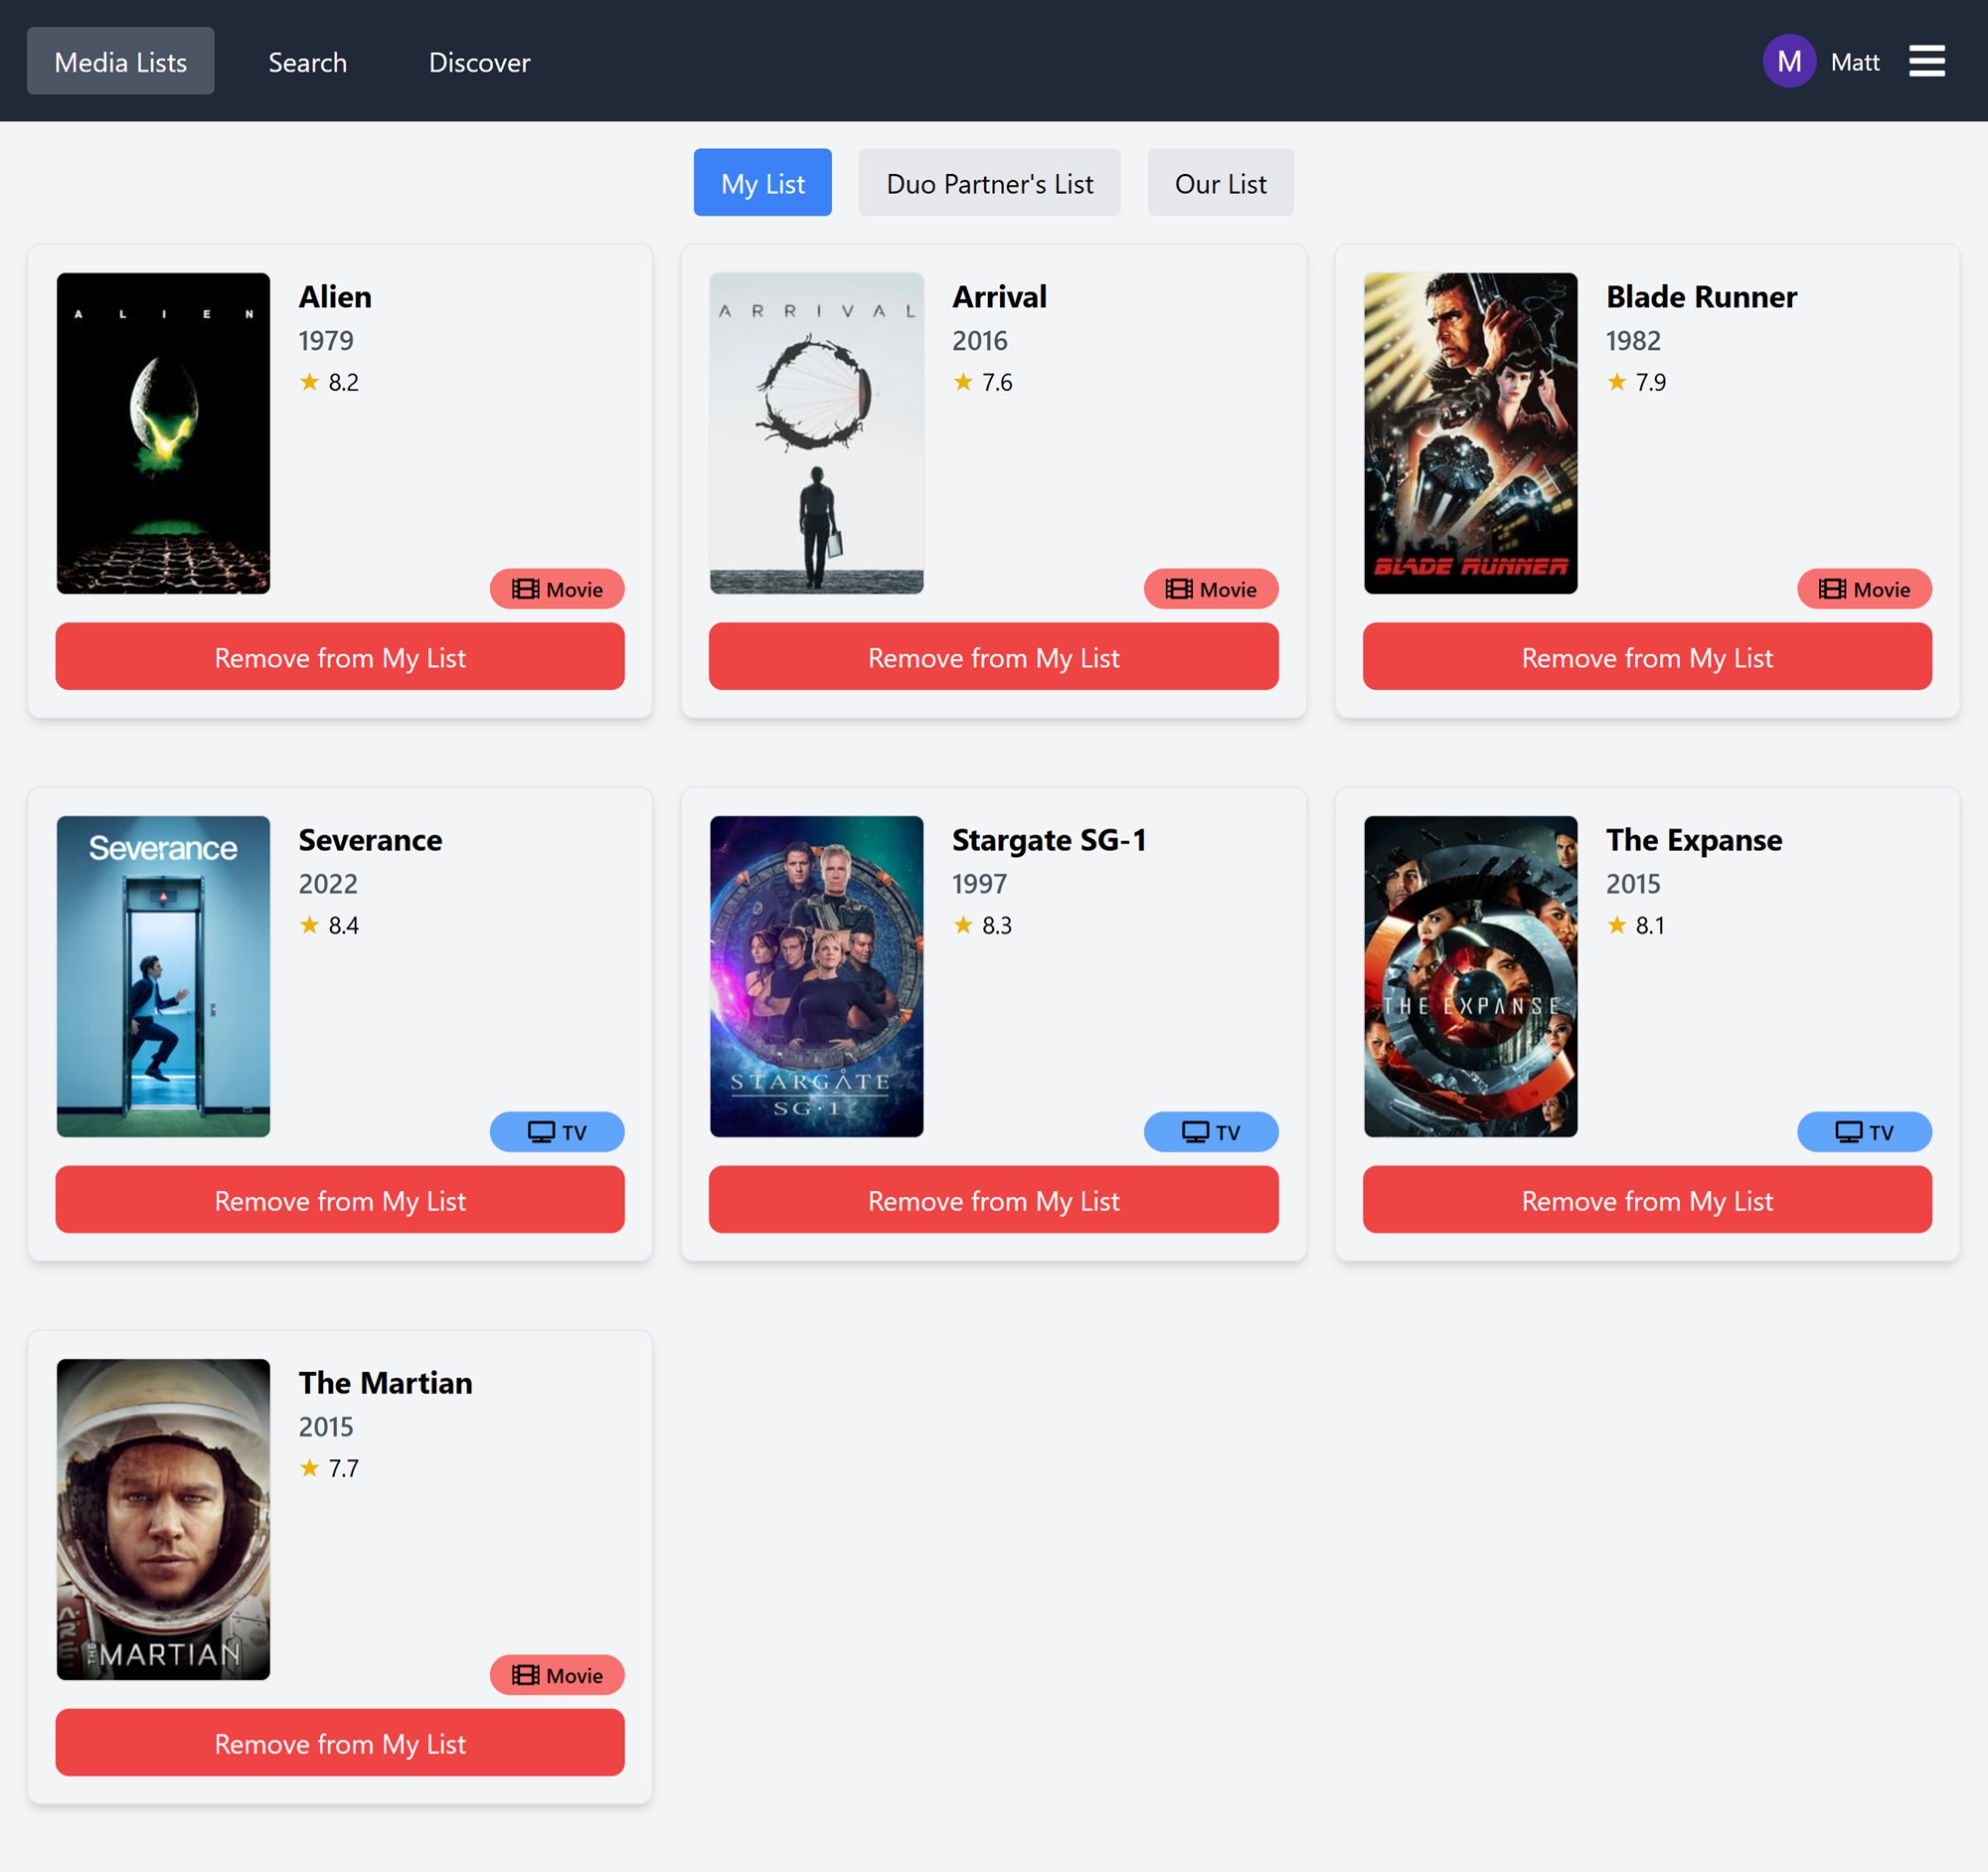 Media Lists
Search
Discover
M
Matt
My List
Duo Partner's List
Our List
ALIEN
Alien
1979
8.2
Movie
Remove from My List
ARRIVAL
Arrival
2016
7.6
Movie
Remove from My List
BLADE RUNNER
Blade Runner
1982
7.9
Movie
Remove from My List
Severance
Severance
2022
8.4
TV
Remove from My List
STARGATE
SG·1
Stargate SG-1
1997
8.3
TV
Remove from My List
THE EXPANSE
The Expanse
2015
8.1
TV
Remove from My List
THE MARTIAN
The Martian
2015
7.7
Movie
Remove from My List